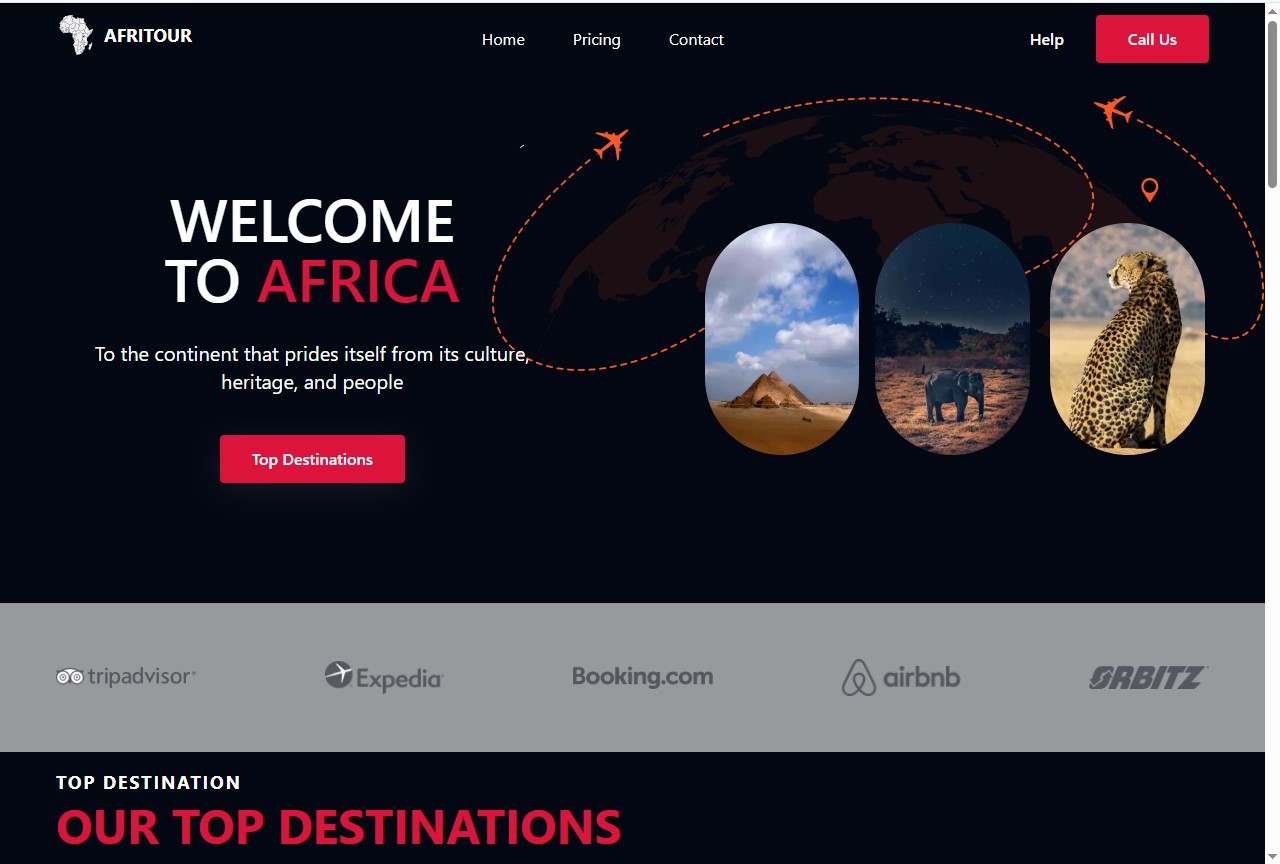 AFRITOUR
Home
Pricing
Contact
Help
Call Us
WELCOME
TO AFRICA
To the continent that prides itself from its culture,
heritage, and people
Top Destinations
tripadvisor®
Expedia
Booking.com
airbnb
ORBITZ
TOP DESTINATION
OUR TOP DESTINATIONS